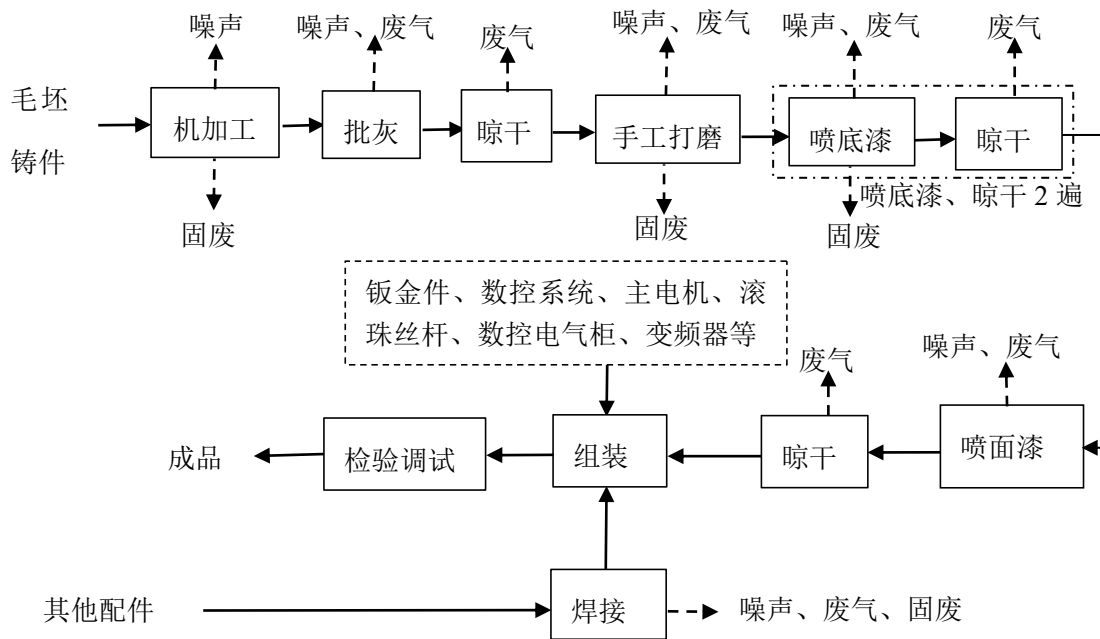 噪声
噪声、废气
废气
噪声、废气
噪声、废气
废气
毛坯
铸件
机加工
批灰
晾干
手工打磨
喷底漆
晾干
喷底漆、晾干 2 遍
固废
固废
固废
钣金件、数控系统、主电机、滚
珠丝杆、数控电气柜、变频器等
废气
噪声、废气
成品
检验调试
组装
晾干
喷面漆
其他配件
焊接
噪声、废气、固废